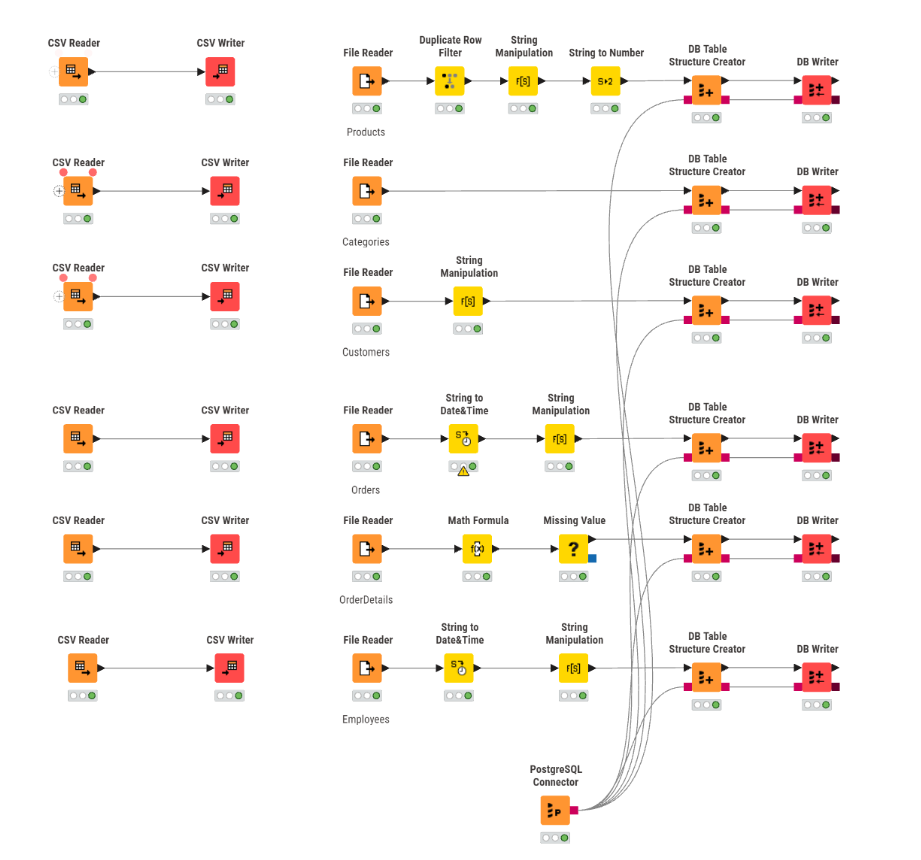 CSV Reader
CSV Writer
File Reader
Duplicate Row
Filter
String
Manipulation
String to Number
DB Table
Structure Creator
DB Writer
f[S]
S 2
Products
CSV Reader
CSV Writer
File Reader
DB Table
Structure Creator
DB Writer
Categories
CSV Reader
CSV Writer
File Reader
String
Manipulation
DB Table
Structure Creator
DB Writer
f[S]
Customers
CSV Reader
CSV Writer
File Reader
String to
Date&Time
String
Manipulation
DB Table
Structure Creator
DB Writer
S
f[S]
Orders
CSV Reader
CSV Writer
File Reader
Math Formula
Missing Value
DB Table
Structure Creator
DB Writer
f(x)
?
OrderDetails
CSV Reader
CSV Writer
File Reader
String to
Date&Time
String
Manipulation
DB Table
Structure Creator
DB Writer
S
f[S]
Employees
PostgreSQL
Connector
P